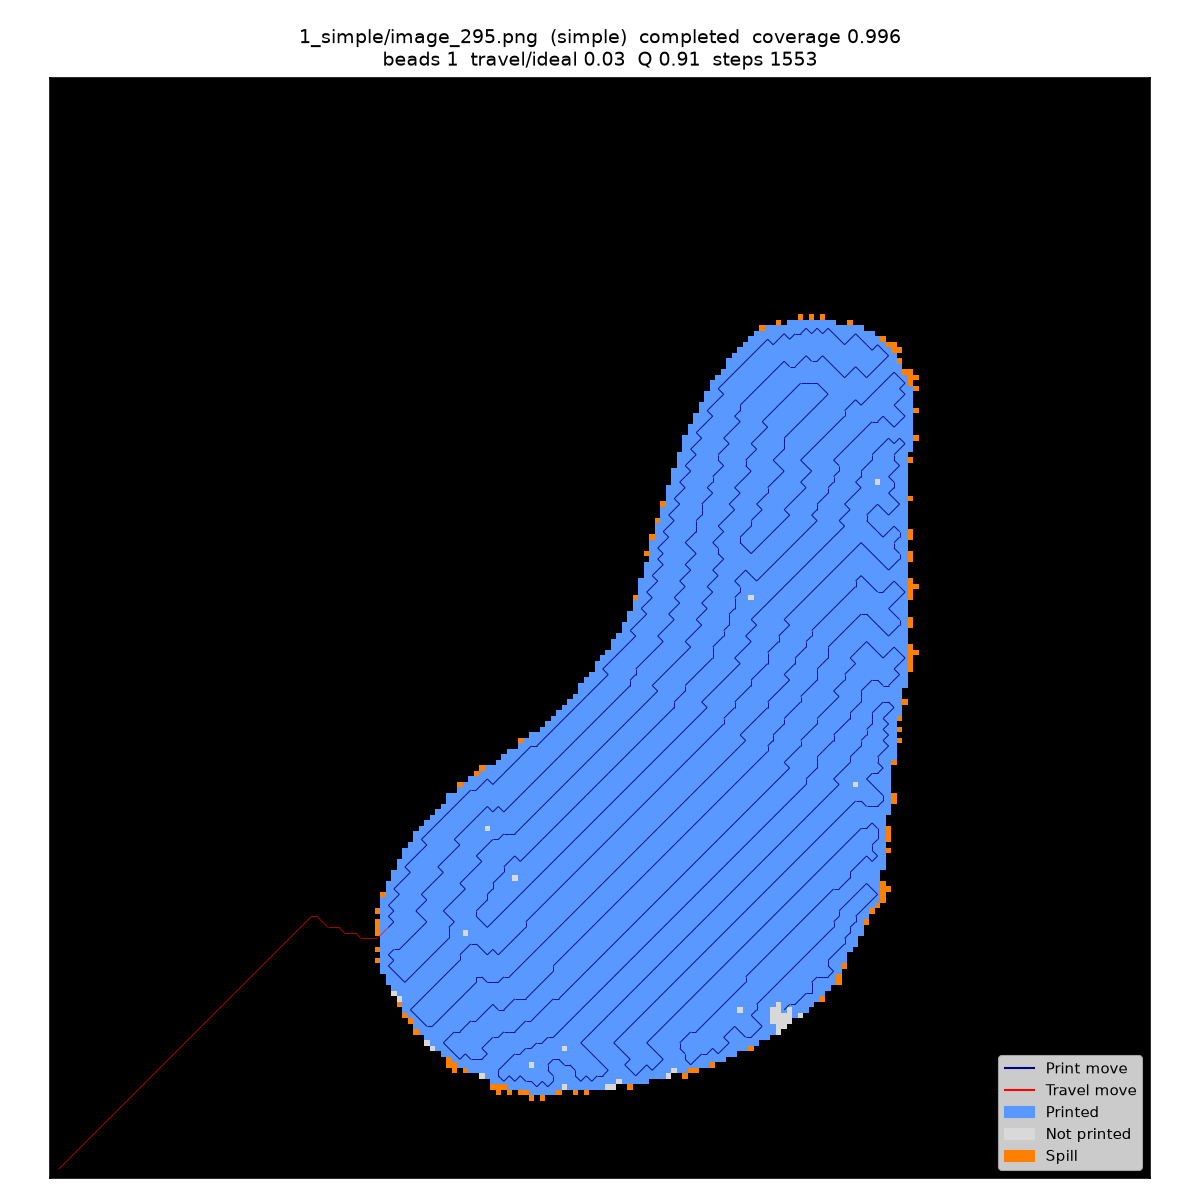 1_simple/image_295.png  (simple)  completed  coverage 0.996
beads 1  travel/ideal 0.03  Q 0.91  steps 1553
Print move
Travel move
Printed
Not printed
Spill